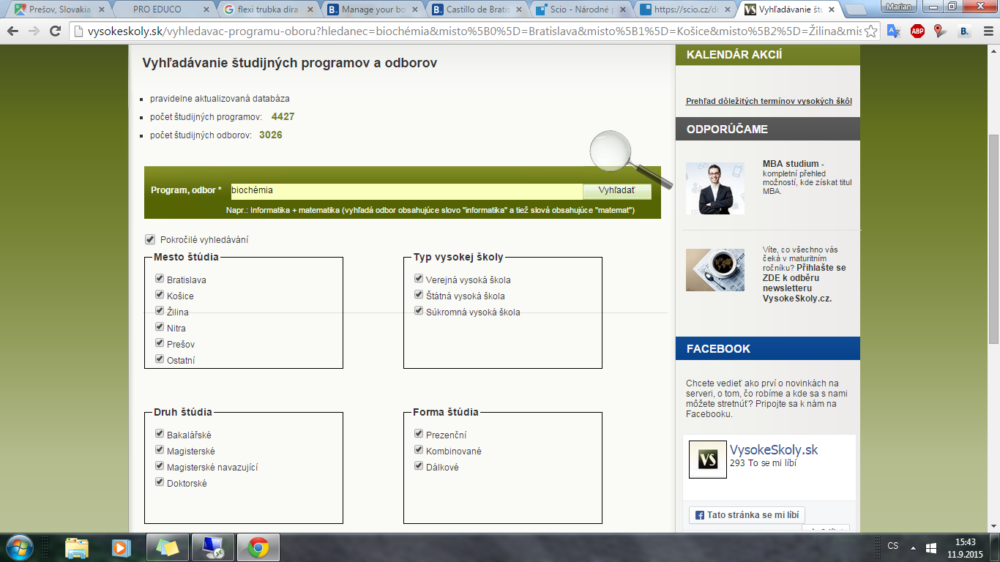 Prešov, Slovakia
PRO EDUCO
flexi trubka díra
Manage your bo
Castillo de Bratis
Scio - Národné p
https://scio.cz/do
Vyhľadávanie štu
Marian
vysokeskoly.sk/vyhledavac-programu-oboru?hledanec=biochémia&misto%5B0%5D=Bratislava&misto%5B1%5D=Košice&misto%5B2%5D=Žilina&mis
Vyhľadávanie študijných programov a odborov
pravidelne aktualizovaná databáza
počet študijných programov: 4427
počet študijných odborov: 3026
Program, odbor *
biochémia
Vyhľadať
Napr.: Informatika + matematika (vyhľadá odbor obsahujúce slovo "informatika" a tiež slová obsahujúce "matemat")
Pokročilé vyhledávání
Mesto štúdia
Bratislava
Košice
Žilina
Nitra
Prešov
Ostatní
Typ vysokej školy
Verejná vysoká škola
Štátná vysoká škola
Súkromná vysoká škola
Druh štúdia
Bakalářské
Magisterské
Magisterské navazující
Doktorské
Forma štúdia
Prezenční
Kombinované
Dálkové
KALENDÁR AKCIÍ
Prehľad dôležitých termínov vysokých škôl
ODPORÚČAME
MBA studium -
kompletní přehled
možností, kde získat titul
MBA.
Víte, co všechno vás
čeká v maturitním
ročníku? Přihlašte se
ZDE k odběru
newsletteru
VysokeSkoly.cz.
FACEBOOK
Chcete vedieť ako prví o novinkách na
serveri, o tom, čo robíme a kde sa s nami
môžete stretnúť? Pripojte sa k nám na
Facebooku.
VS
VysokeSkoly.sk
293 To se mi líbí
Tato stránka se mi líbí
CS
15:43
11.9.2015